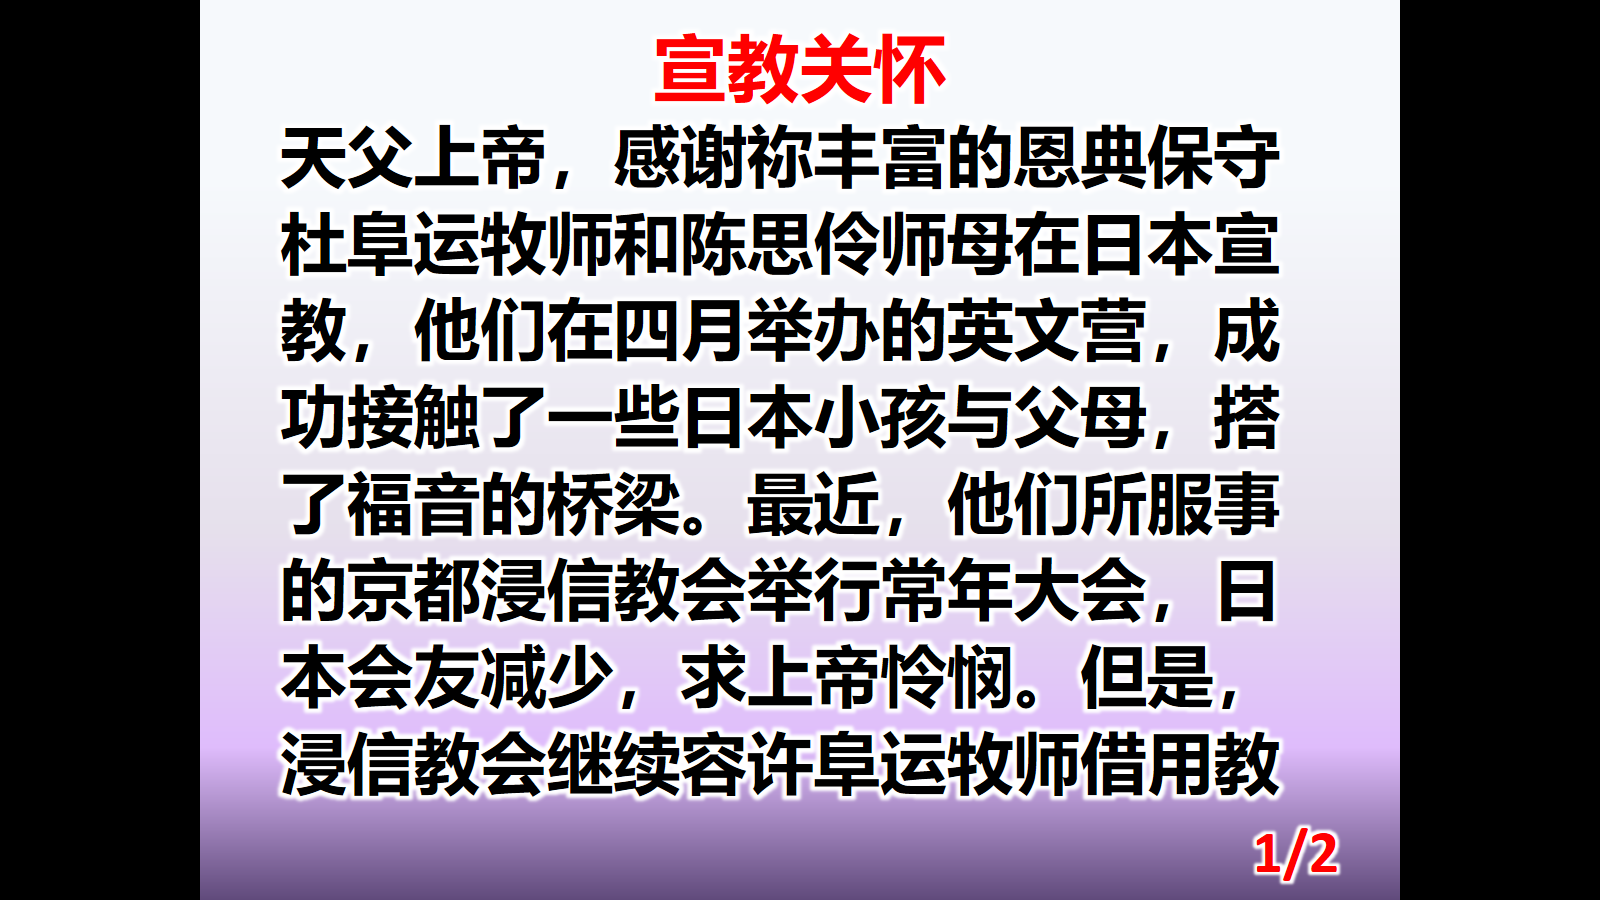 宣教关怀
天父上帝，感谢祢丰富的恩典保守
杜阜运牧师和陈思伶师母在日本宣
教，他们在四月举办的英文营，成
功接触了一些日本小孩与父母，搭
了福音的桥梁。最近，他们所服事
的京都浸信教会举行常年大会，日
本会友减少，求上帝怜悯。但是，
浸信教会继续容许阜运牧师借用教
1/2